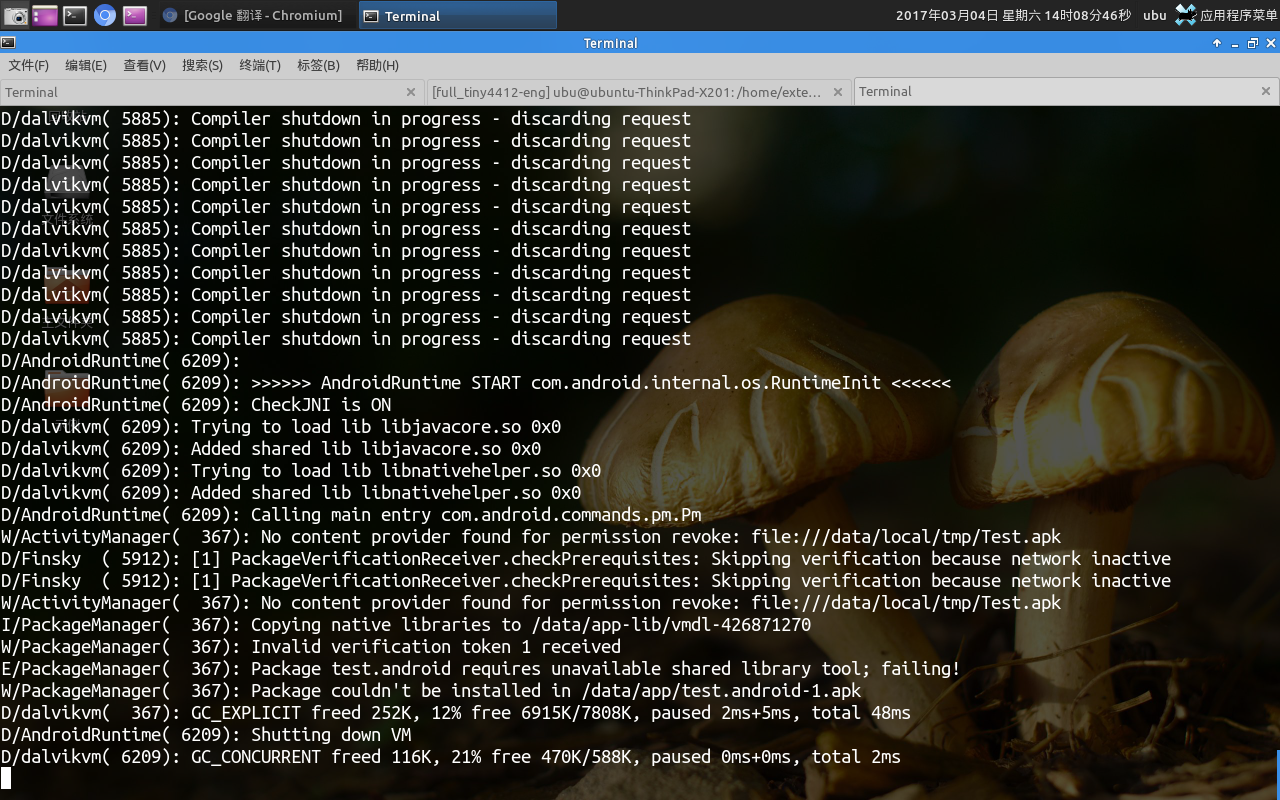 [Google 翻译 - Chromium]
Terminal
2017年03月04日 星期六 14时08分46秒
ubu
应用程序菜单
Terminal
文件(F) 编辑(E) 查看(V) 搜索(S) 终端(T) 标签(B) 帮助(H)
Terminal
[full_tiny4412-eng] ubu@ubuntu-ThinkPad-X201: /home/exte...
Terminal
D/dalvikvm( 5885): Compiler shutdown in progress - discarding request
D/dalvikvm( 5885): Compiler shutdown in progress - discarding request
D/dalvikvm( 5885): Compiler shutdown in progress - discarding request
D/dalvikvm( 5885): Compiler shutdown in progress - discarding request
D/dalvikvm( 5885): Compiler shutdown in progress - discarding request
D/dalvikvm( 5885): Compiler shutdown in progress - discarding request
D/dalvikvm( 5885): Compiler shutdown in progress - discarding request
D/dalvikvm( 5885): Compiler shutdown in progress - discarding request
D/dalvikvm( 5885): Compiler shutdown in progress - discarding request
D/dalvikvm( 5885): Compiler shutdown in progress - discarding request
D/dalvikvm( 5885): Compiler shutdown in progress - discarding request
D/AndroidRuntime( 6209):
D/AndroidRuntime( 6209): >>>>>> AndroidRuntime START com.android.internal.os.RuntimeInit <<<<<<
D/AndroidRuntime( 6209): CheckJNI is ON
D/dalvikvm( 6209): Trying to load lib libjavacore.so 0x0
D/dalvikvm( 6209): Added shared lib libjavacore.so 0x0
D/dalvikvm( 6209): Trying to load lib libnativehelper.so 0x0
D/dalvikvm( 6209): Added shared lib libnativehelper.so 0x0
D/AndroidRuntime( 6209): Calling main entry com.android.commands.pm.Pm
W/ActivityManager(  367): No content provider found for permission revoke: file:///data/local/tmp/Test.apk
D/Finsky  ( 5912): [1] PackageVerificationReceiver.checkPrerequisites: Skipping verification because network inactive
D/Finsky  ( 5912): [1] PackageVerificationReceiver.checkPrerequisites: Skipping verification because network inactive
W/ActivityManager(  367): No content provider found for permission revoke: file:///data/local/tmp/Test.apk
I/PackageManager(  367): Copying native libraries to /data/app-lib/vmdl-426871270
W/PackageManager(  367): Invalid verification token 1 received
E/PackageManager(  367): Package test.android requires unavailable shared library tool; failing!
W/PackageManager(  367): Package couldn't be installed in /data/app/test.android-1.apk
D/dalvikvm(  367): GC_EXPLICIT freed 252K, 12% free 6915K/7808K, paused 2ms+5ms, total 48ms
D/AndroidRuntime( 6209): Shutting down VM
D/dalvikvm( 6209): GC_CONCURRENT freed 116K, 21% free 470K/588K, paused 0ms+0ms, total 2ms
文件系统
主文件夹